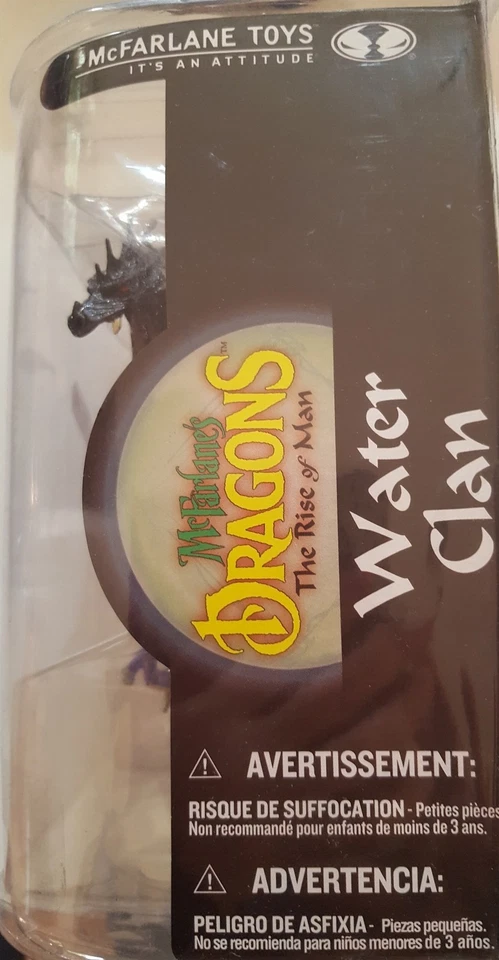 McFARLANE TOYS
IT'S AN ATTITUDE
McFarlane's
DRAGONS™
The Rise of Man
Water
Clan
AVERTISSEMENT:
RISQUE DE SUFFOCATION - Petites pièces
Non recommandé pour enfants de moins de 3 ans.
ADVERTENCIA:
PELIGRO DE ASFIXIA - Piezas pequeñas.
No se recomienda para niños menores de 3 años.